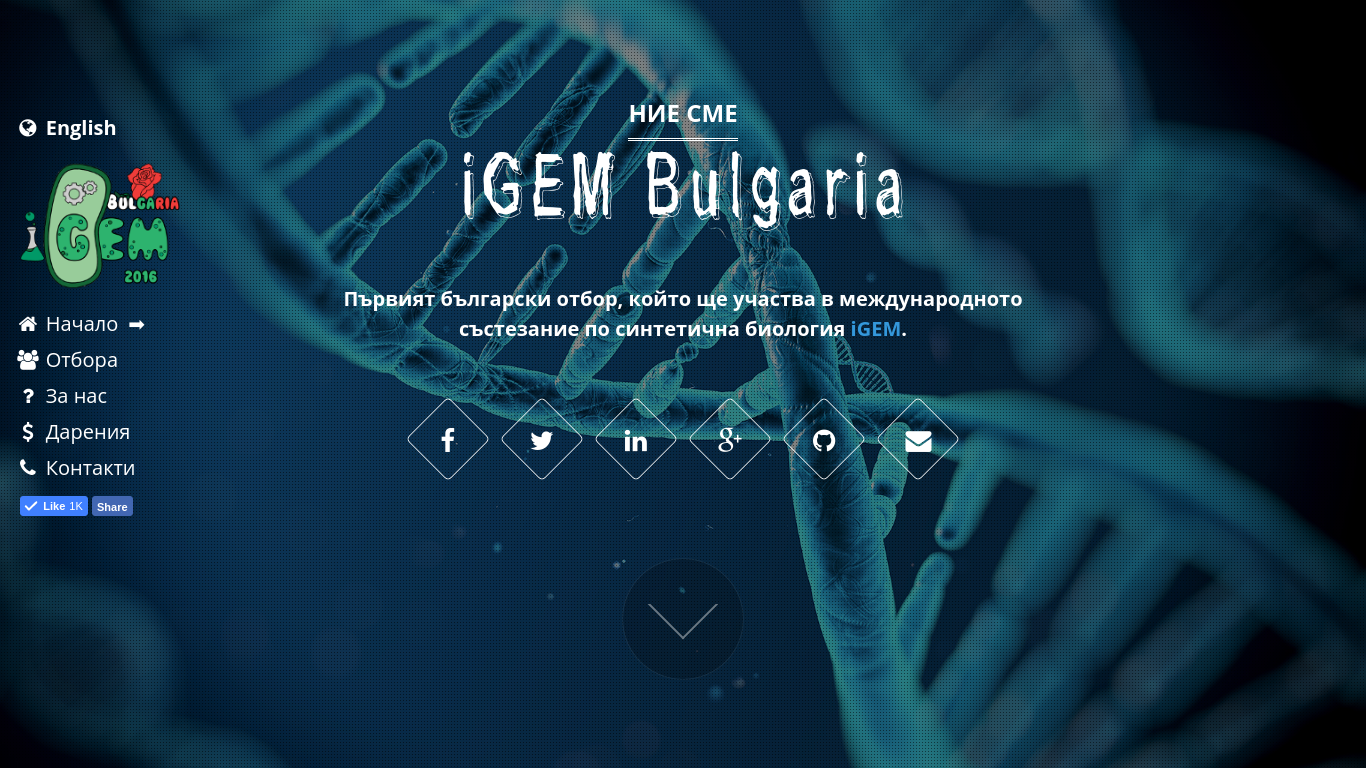 English
BULGARIA
iGEM
2016
Начало
Отбора
? За нас
$ Дарения
Контакти
Like 1K Share
НИЕ СМЕ
iGEM Bulgaria
Първият български отбор, който ще участва в международното
състезание по синтетична биология iGEM.